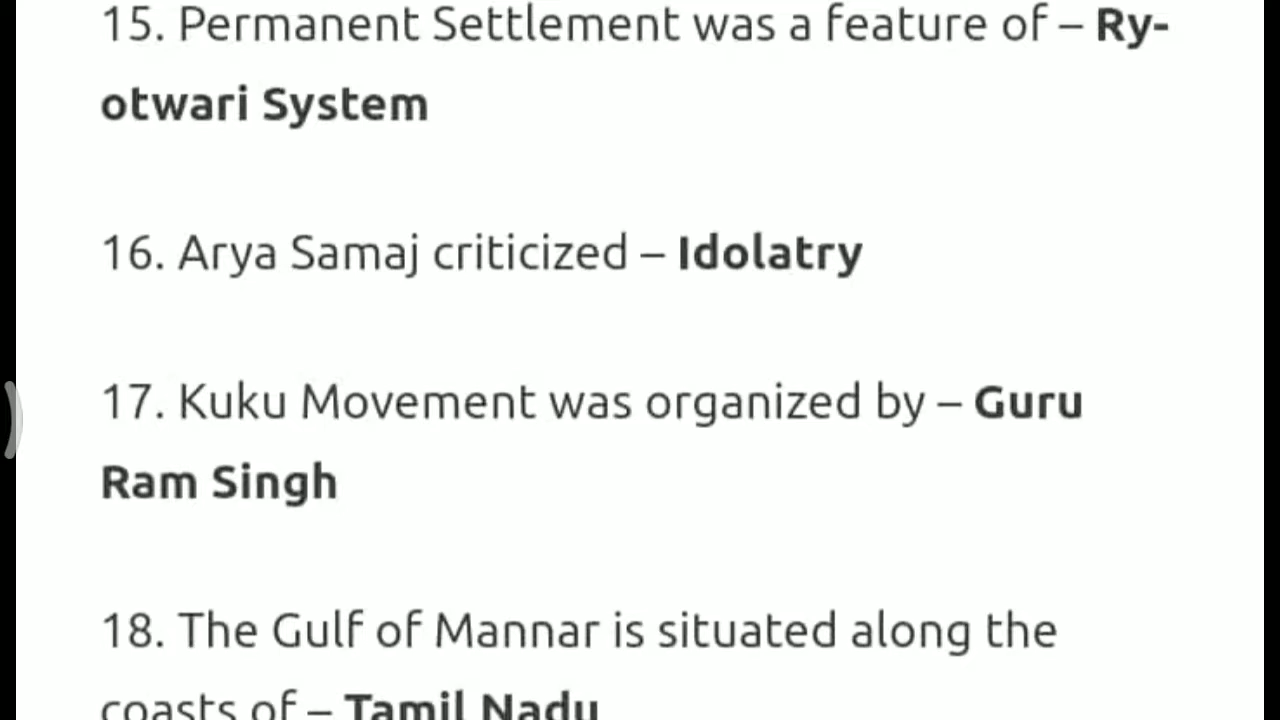 15. Permanent Settlement was a feature of – Ry-
otwari System
16. Arya Samaj criticized – Idolatry
17. Kuku Movement was organized by – Guru
Ram Singh
18. The Gulf of Mannar is situated along the
coasts of – Tamil Nadu